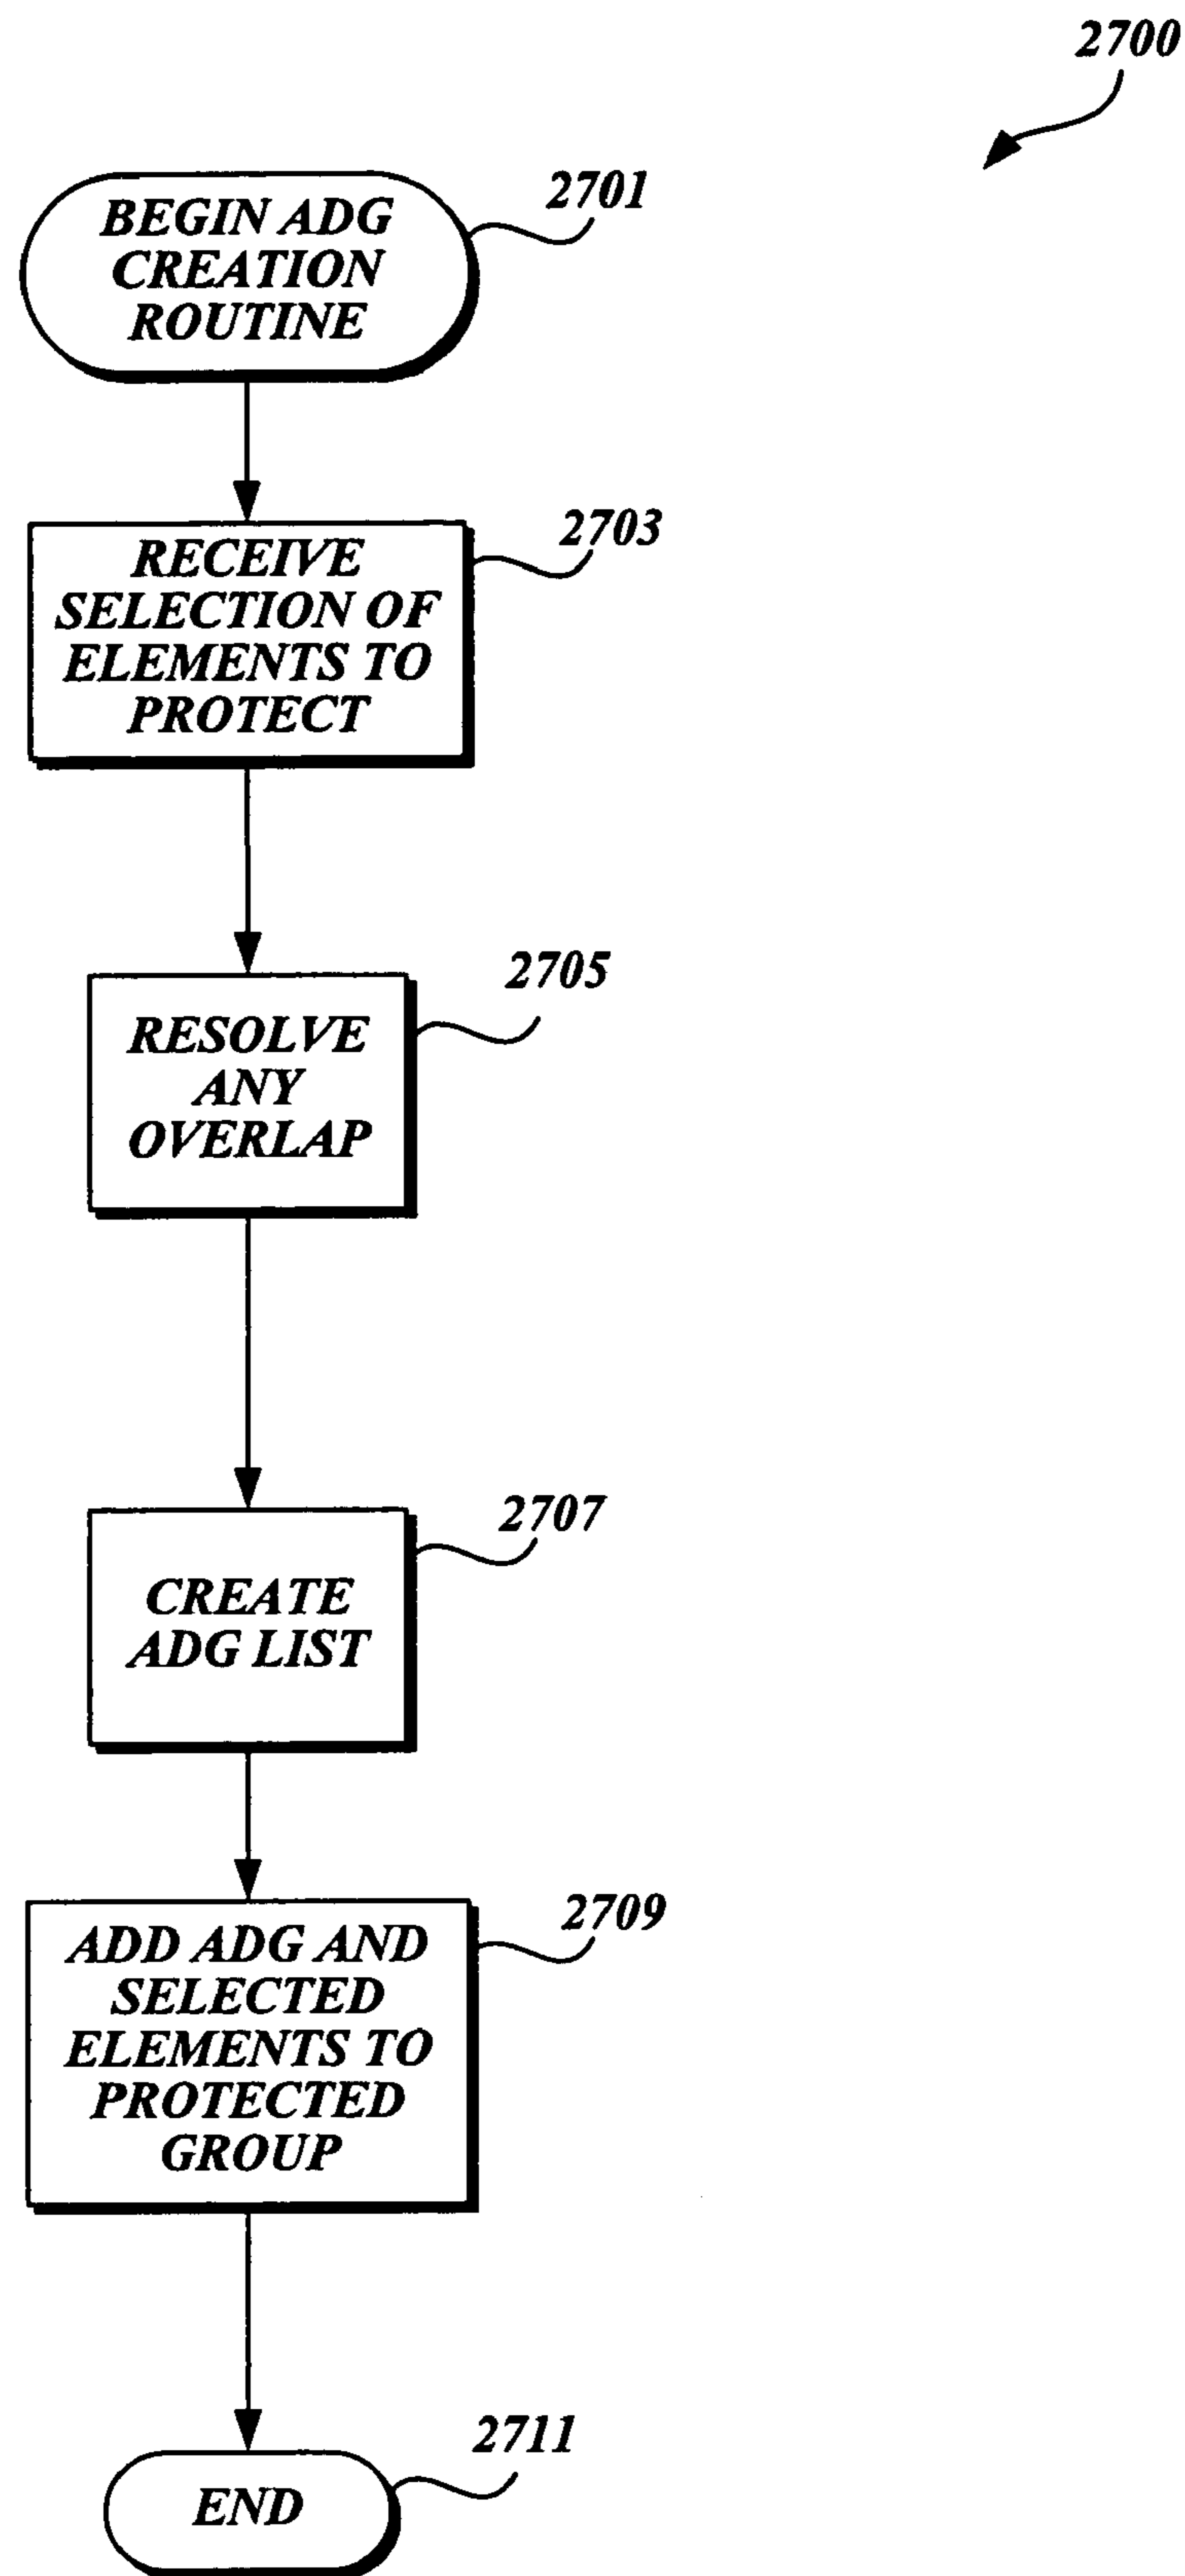 2700
2701
BEGIN ADG
CREATION
ROUTINE
2703
RECEIVE
SELECTION OF
ELEMENTS TO
PROTECT
2705
RESOLVE
ANY
OVERLAP
2707
CREATE
ADG LIST
2709
ADD ADG AND
SELECTED
ELEMENTS TO
PROTECTED
GROUP
2711
END